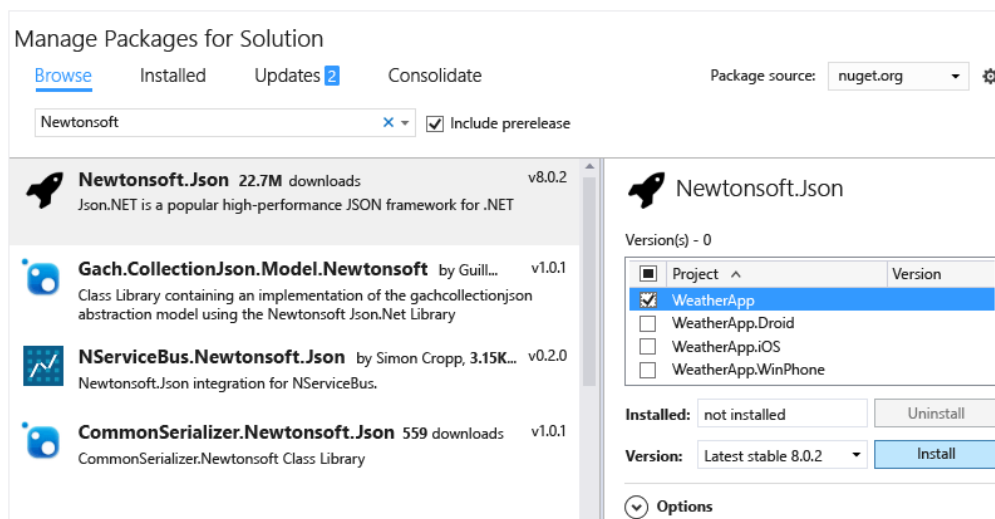 Manage Packages for Solution
Browse Installed Updates 2 Consolidate
Package source: nuget.org
Newtonsoft
Include prerelease
Newtonsoft.Json 22.7M downloads v8.0.2
Json.NET is a popular high-performance JSON framework for .NET
Gach.CollectionJson.Model.Newtonsoft by Guill... v1.0.1
Class Library containing an implementation of the gachcollectionjson
abstraction model using the Newtonsoft Json.Net Library
NServiceBus.Newtonsoft.Json by Simon Cropp, 3.15K... v0.2.0
Newtonsoft.Json integration for NServiceBus.
CommonSerializer.Newtonsoft.Json 559 downloads v1.0.1
CommonSerializer.Newtonsoft Class Library
Newtonsoft.Json
Version(s) - 0
Project Version
WeatherApp
WeatherApp.Droid
WeatherApp.iOS
WeatherApp.WinPhone
Installed: not installed Uninstall
Version: Latest stable 8.0.2 Install
Options